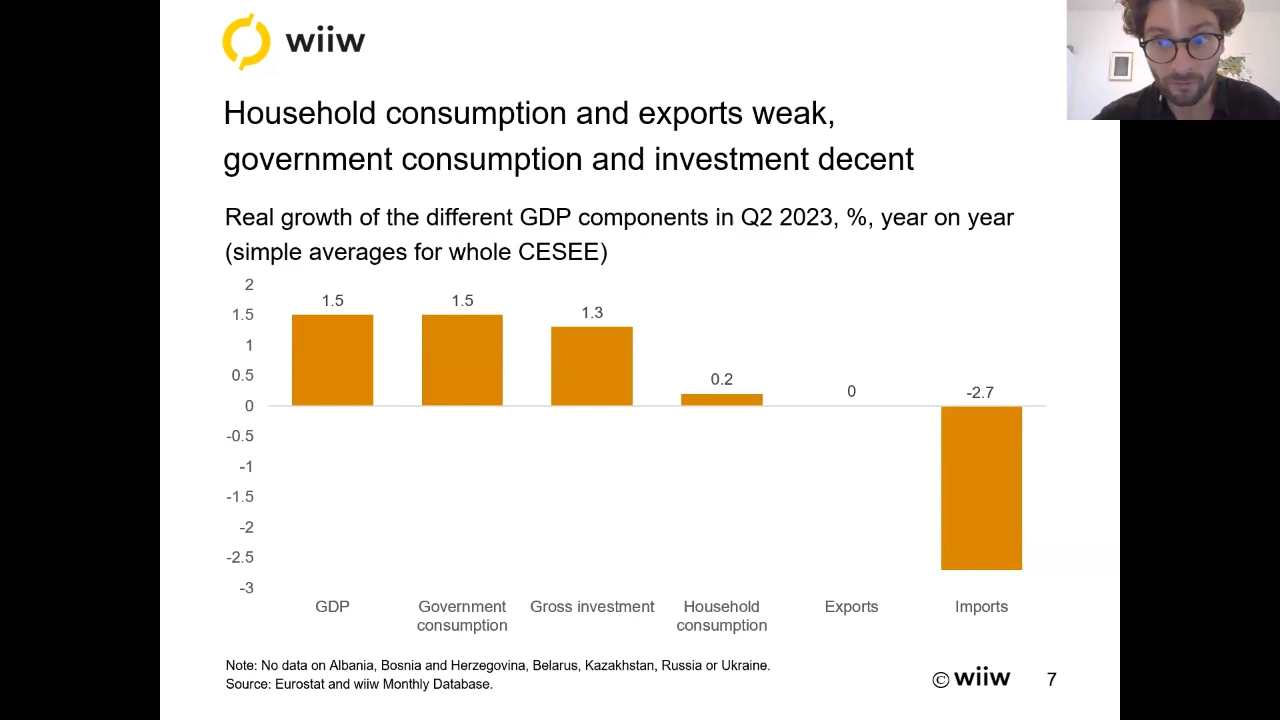 wiiw
Household consumption and exports weak,
government consumption and investment decent
Real growth of the different GDP components in Q2 2023, %, year on year
(simple averages for whole CESEE)
2
1.5
1
0.5
0
-0.5
-1
-1.5
-2
-2.5
-3
1.5
1.5
1.3
0.2
0
-2.7
GDP
Government
consumption
Gross investment
Household
consumption
Exports
Imports
Note: No data on Albania, Bosnia and Herzegovina, Belarus, Kazakhstan, Russia or Ukraine.
Source: Eurostat and wiiw Monthly Database.
© wiiw
7